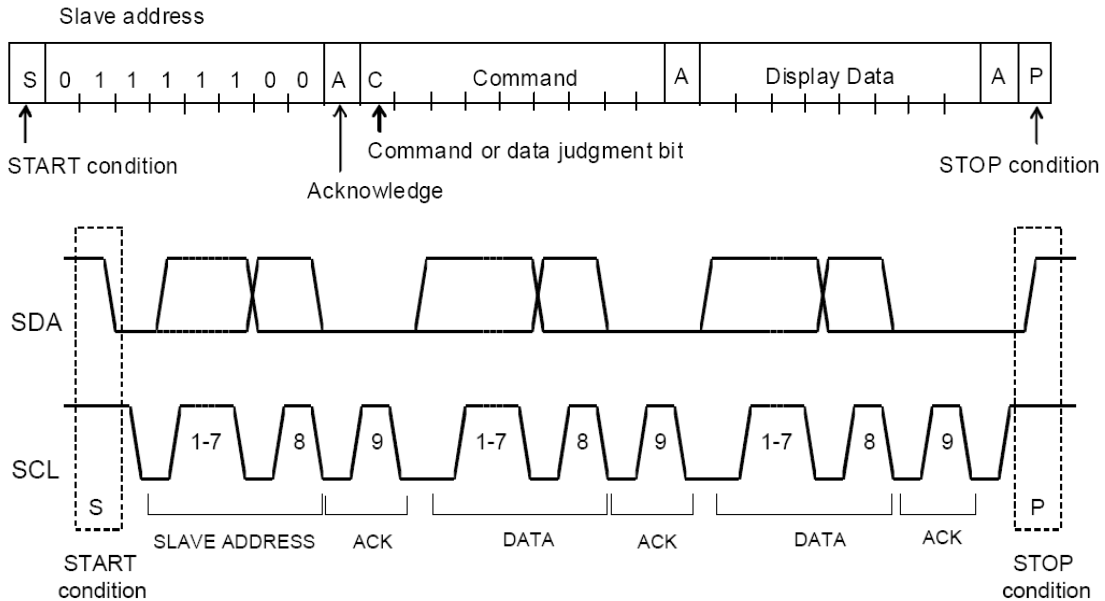 Slave address
S 0 1 1 1 1 1 0 0 A C Command A Display Data A P
Command or data judgment bit
START condition
STOP condition
Acknowledge
SDA
1-7 8 9 1-7 8 9 1-7 8 9
SCL
S P
SLAVE ADDRESS ACK DATA ACK DATA ACK
START
condition
STOP
condition